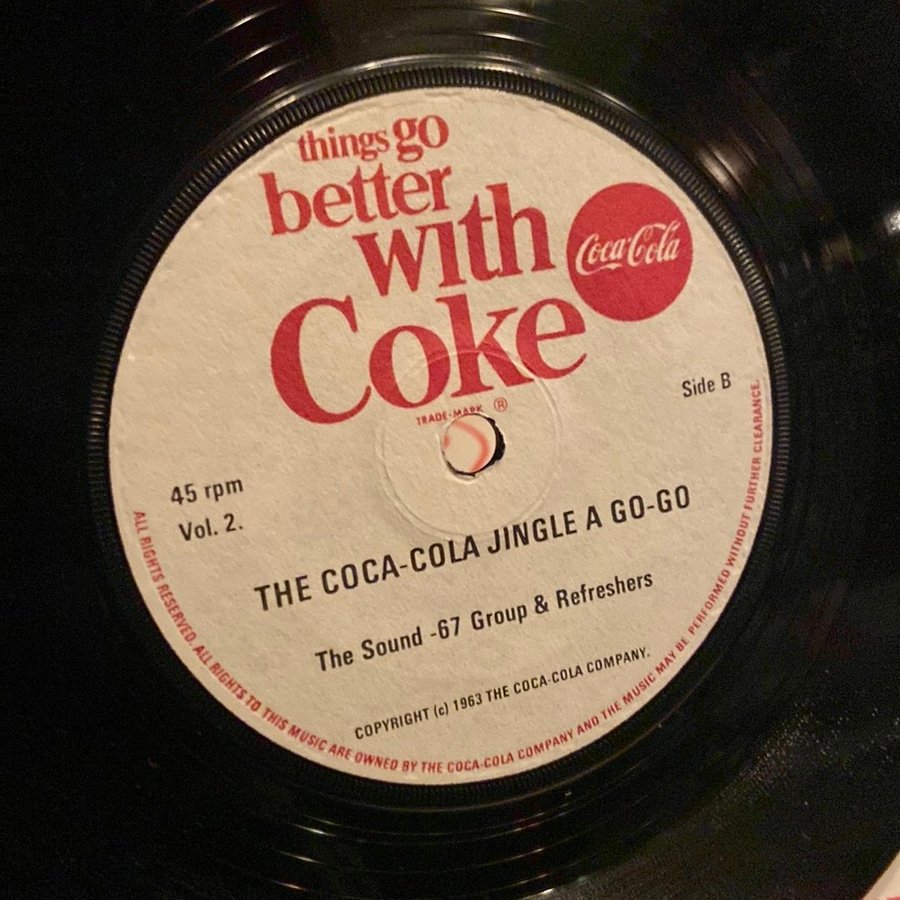 things go
better
with
Coke
Coca-Cola
TRADE-MARK ®
Side B
45 rpm
Vol. 2.
THE COCA-COLA JINGLE A GO-GO
The Sound -67 Group & Refreshers
COPYRIGHT (c) 1963 THE COCA-COLA COMPANY.
ALL RIGHTS RESERVED. ALL RIGHTS TO THIS MUSIC ARE OWNED BY THE COCA-COLA COMPANY AND THE MUSIC MAY BE PERFORMED WITHOUT FURTHER CLEARANCE.